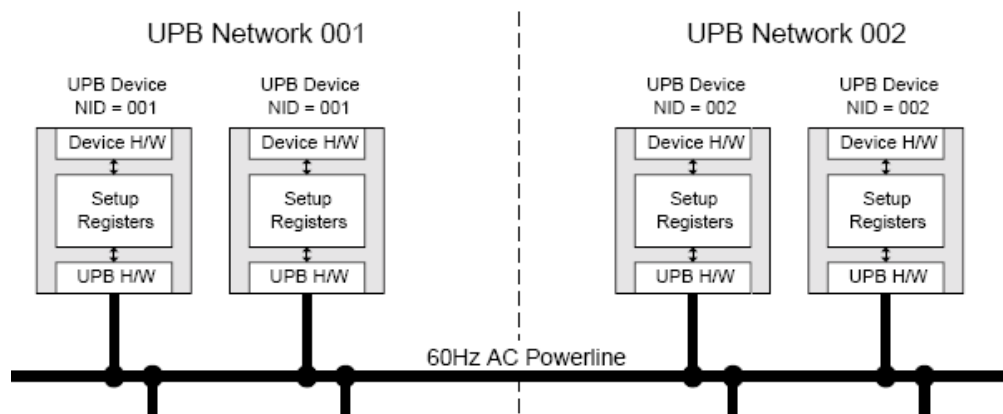 UPB Network 001
UPB Network 002
UPB Device
NID = 001
UPB Device
NID = 001
UPB Device
NID = 002
UPB Device
NID = 002
Device H/W
Device H/W
Device H/W
Device H/W
Setup
Registers
Setup
Registers
Setup
Registers
Setup
Registers
UPB H/W
UPB H/W
UPB H/W
UPB H/W
60Hz AC Powerline